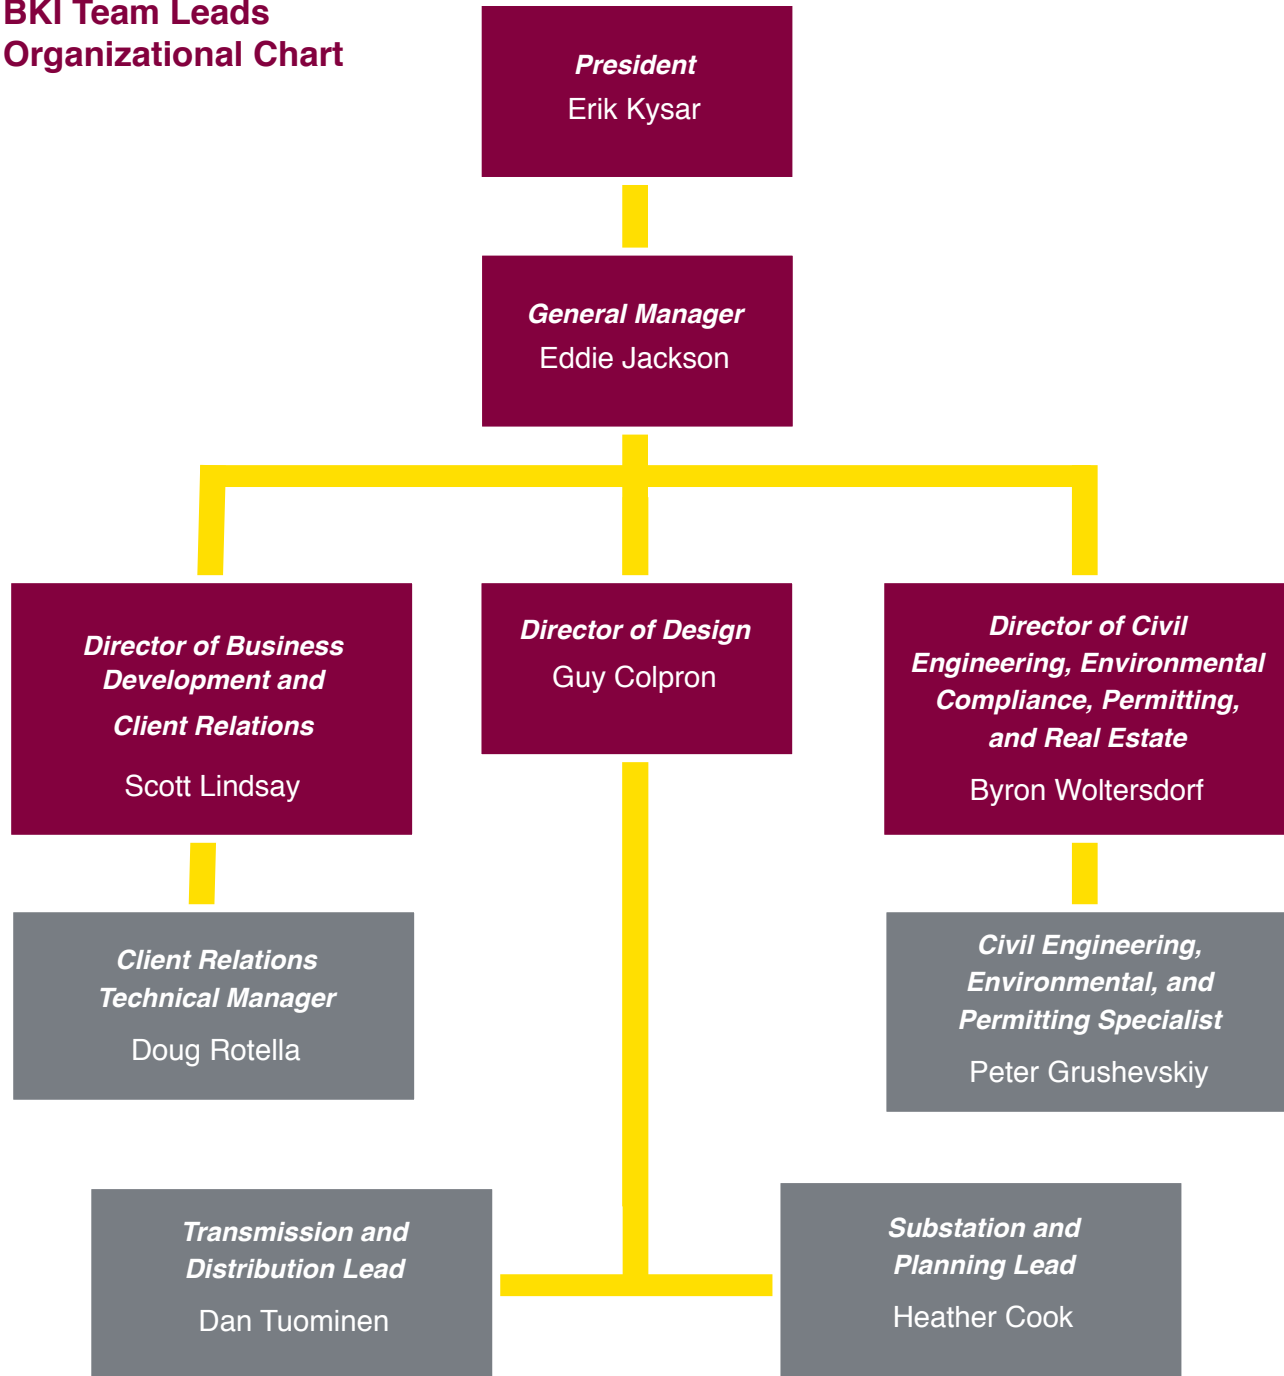 BKI Team Leads
Organizational Chart
President
Erik Kysar
General Manager
Eddie Jackson
Director of Business
Development and
Client Relations
Scott Lindsay
Director of Design
Guy Colpron
Director of Civil
Engineering, Environmental
Compliance, Permitting,
and Real Estate
Byron Woltersdorf
Client Relations
Technical Manager
Doug Rotella
Civil Engineering,
Environmental, and
Permitting Specialist
Peter Grushevskiy
Transmission and
Distribution Lead
Dan Tuominen
Substation and
Planning Lead
Heather Cook